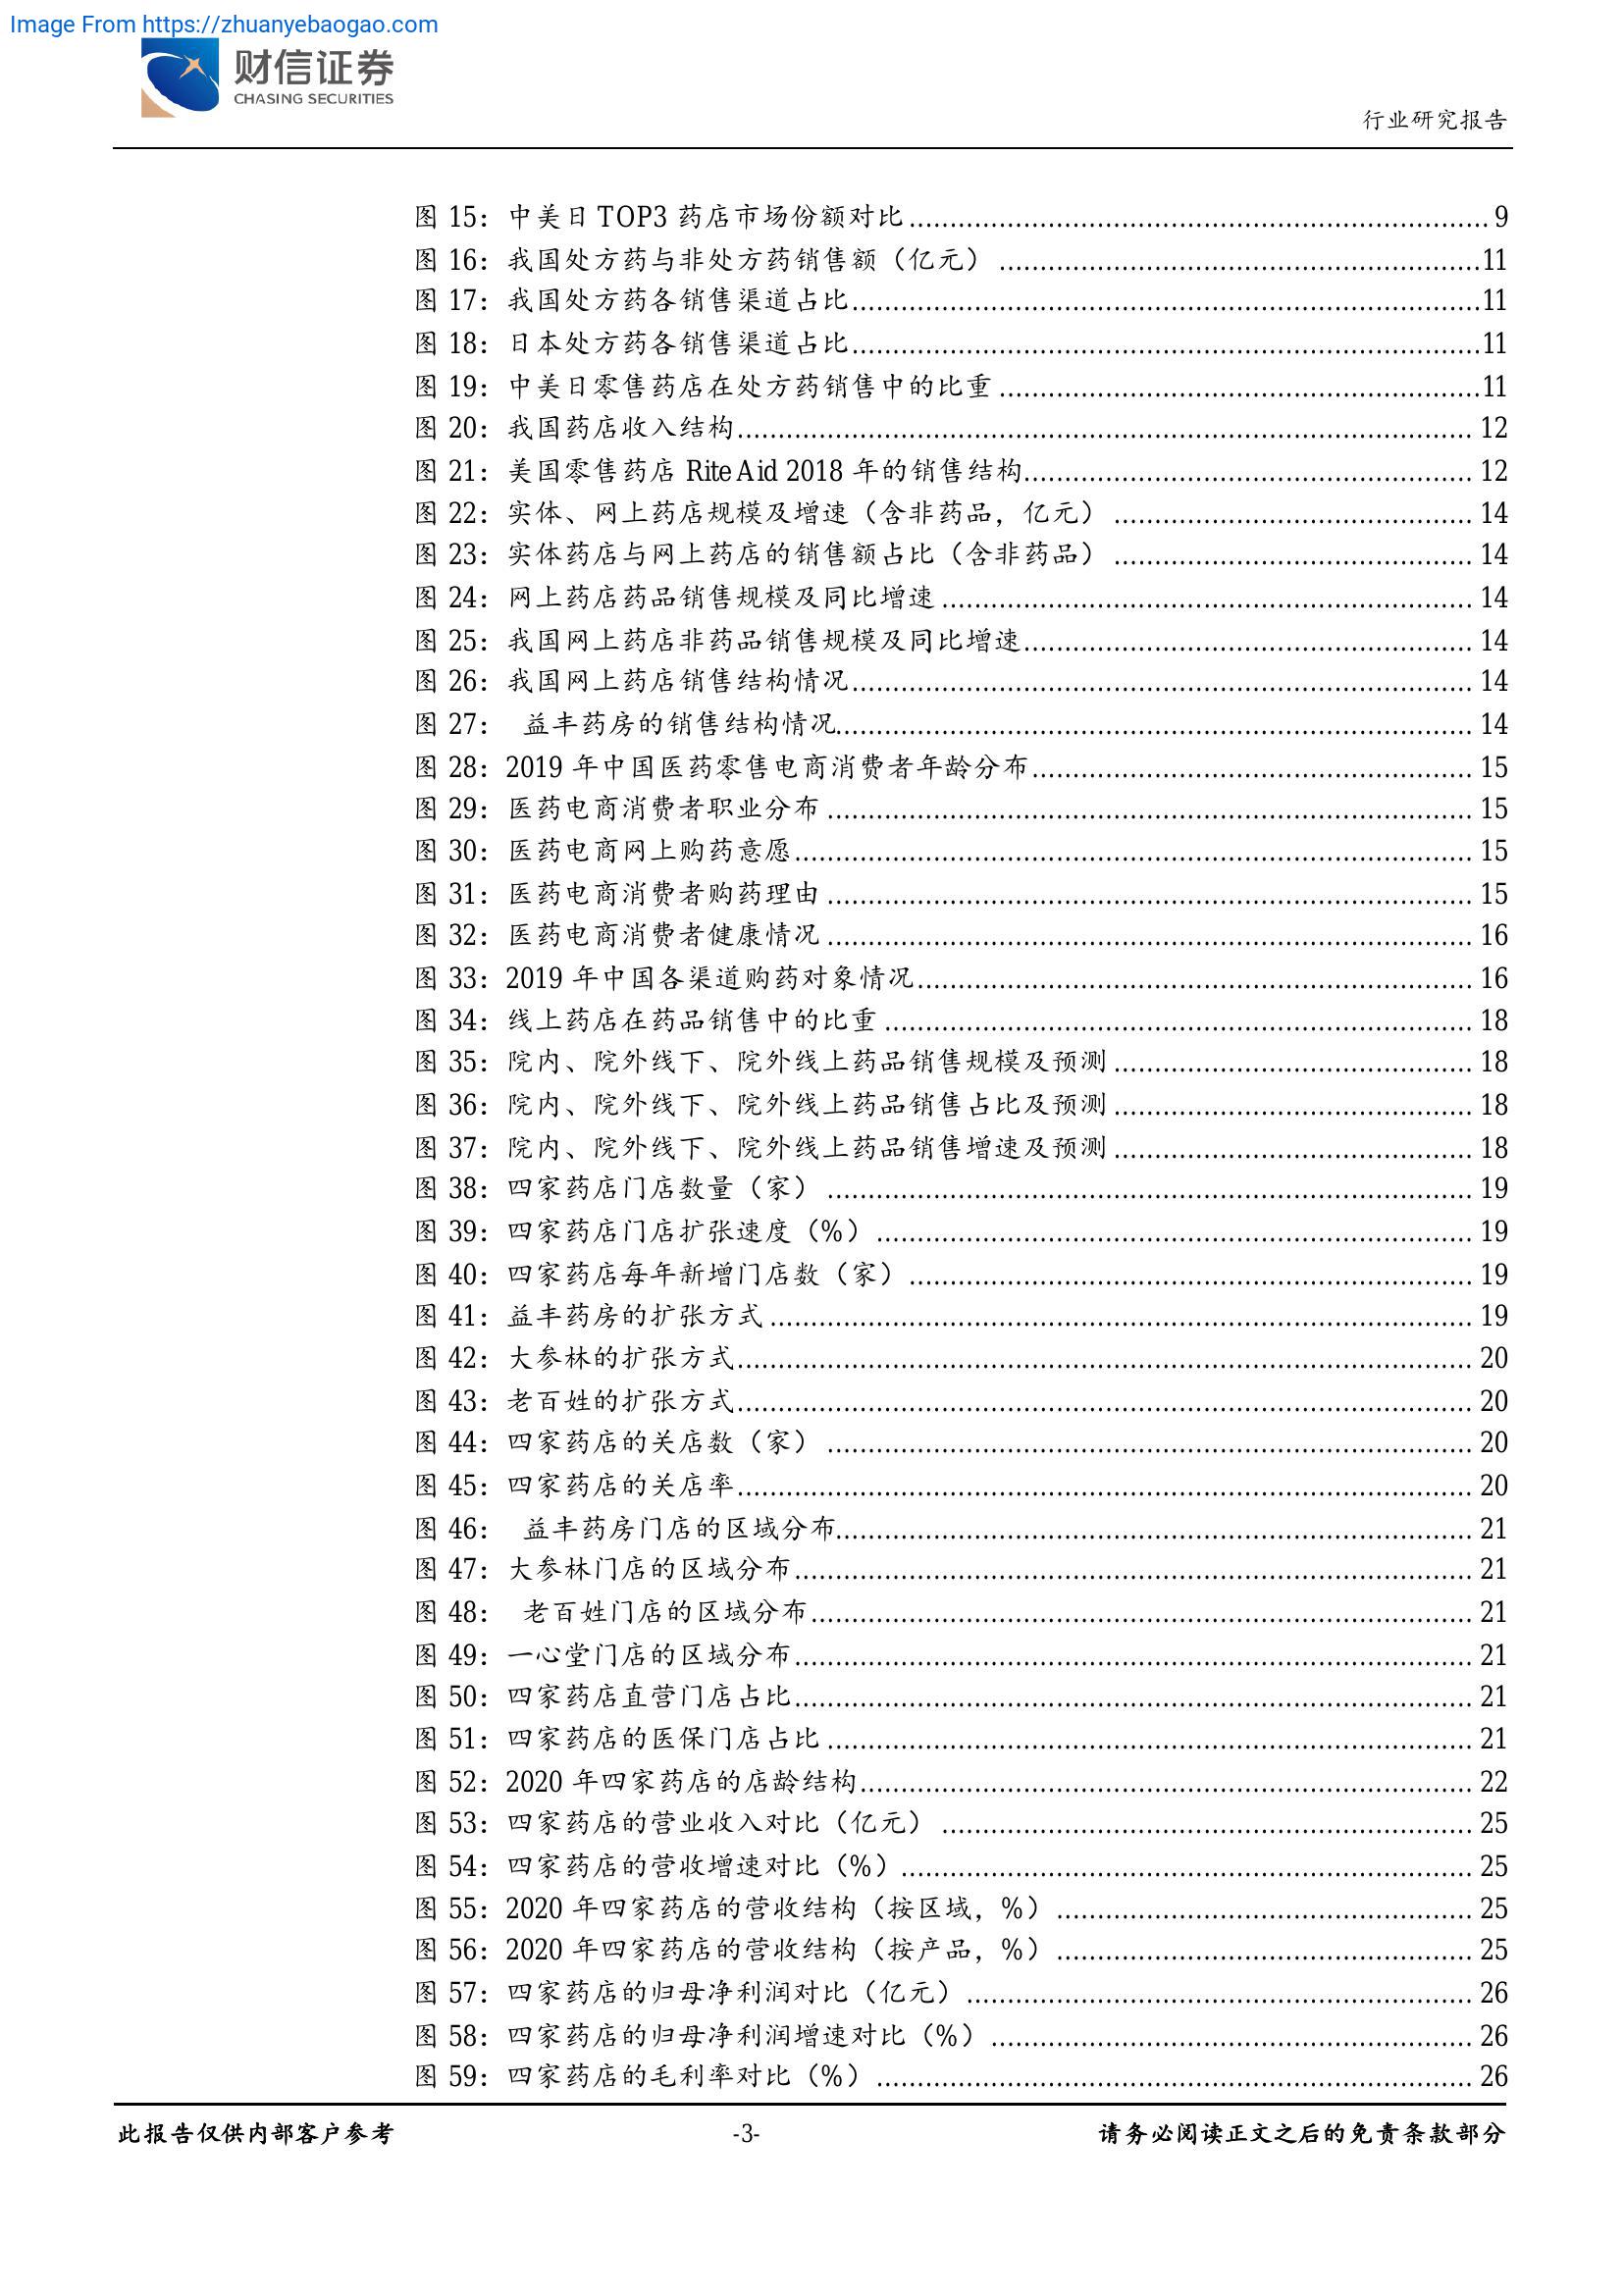 Image From https://zhuanyebaogao.com
财信证券
CHASING SECURITIES
行业研究报告
图 15：中美日 TOP3 药店市场份额对比........................................9
图 16：我国处方药与非处方药销售额（亿元）........................................11
图 17：我国处方药各销售渠道占比........................................11
图 18：日本处方药各销售渠道占比........................................11
图 19：中美日零售药店在处方药销售中的比重........................................11
图 20：我国药店收入结构........................................12
图 21：美国零售药店 Rite Aid 2018 年的销售结构........................................12
图 22：实体、网上药店规模及增速（含非药品，亿元）........................................14
图 23：实体药店与网上药店的销售额占比（含非药品）........................................14
图 24：网上药店药品销售规模及同比增速........................................14
图 25：我国网上药店非药品销售规模及同比增速........................................14
图 26：我国网上药店销售结构情况........................................14
图 27： 益丰药房的销售结构情况........................................14
图 28：2019 年中国医药零售电商消费者年龄分布........................................15
图 29：医药电商消费者职业分布........................................15
图 30：医药电商网上购药意愿........................................15
图 31：医药电商消费者购药理由........................................15
图 32：医药电商消费者健康情况........................................16
图 33：2019 年中国各渠道购药对象情况........................................16
图 34：线上药店在药品销售中的比重........................................18
图 35：院内、院外线下、院外线上药品销售规模及预测........................................18
图 36：院内、院外线下、院外线上药品销售占比及预测........................................18
图 37：院内、院外线下、院外线上药品销售增速及预测........................................18
图 38：四家药店门店数量（家）........................................19
图 39：四家药店门店扩张速度（%）........................................19
图 40：四家药店每年新增门店数（家）........................................19
图 41：益丰药房的扩张方式........................................19
图 42：大参林的扩张方式........................................20
图 43：老百姓的扩张方式........................................20
图 44：四家药店的关店数（家）........................................20
图 45：四家药店的关店率........................................20
图 46： 益丰药房门店的区域分布........................................21
图 47：大参林门店的区域分布........................................21
图 48： 老百姓门店的区域分布........................................21
图 49：一心堂门店的区域分布........................................21
图 50：四家药店直营门店占比........................................21
图 51：四家药店的医保门店占比........................................21
图 52：2020 年四家药店的店龄结构........................................22
图 53：四家药店的营业收入对比（亿元）........................................25
图 54：四家药店的营收增速对比（%）........................................25
图 55：2020 年四家药店的营收结构（按区域，%）........................................25
图 56：2020 年四家药店的营收结构（按产品，%）........................................25
图 57：四家药店的归母净利润对比（亿元）........................................26
图 58：四家药店的归母净利润增速对比（%）........................................26
图 59：四家药店的毛利率对比（%）........................................26
此报告仅供内部客户参考 -3- 请务必阅读正文之后的免责条款部分